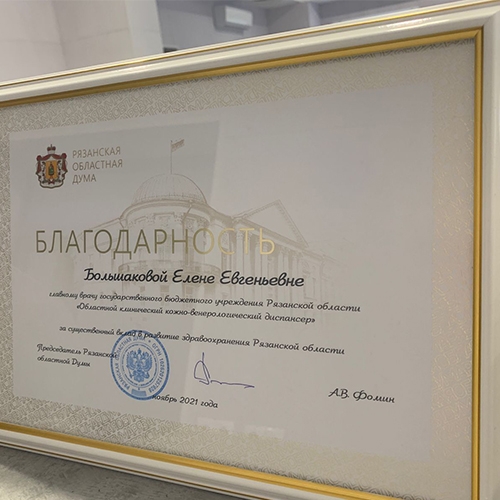 РЯЗАНСКАЯ
ОБЛАСТНАЯ
ДУМА
БЛАГОДАРНОСТЬ
Большаковой Елене Евгеньевне
главному врачу государственного бюджетного учреждения Рязанской области
«Областной клинический кожно-венерологический диспансер»
за существенный вклад в развитие здравоохранения Рязанской области
Председатель Рязанской
областной Думы
А.В. Фомин
ноябрь 2021 года